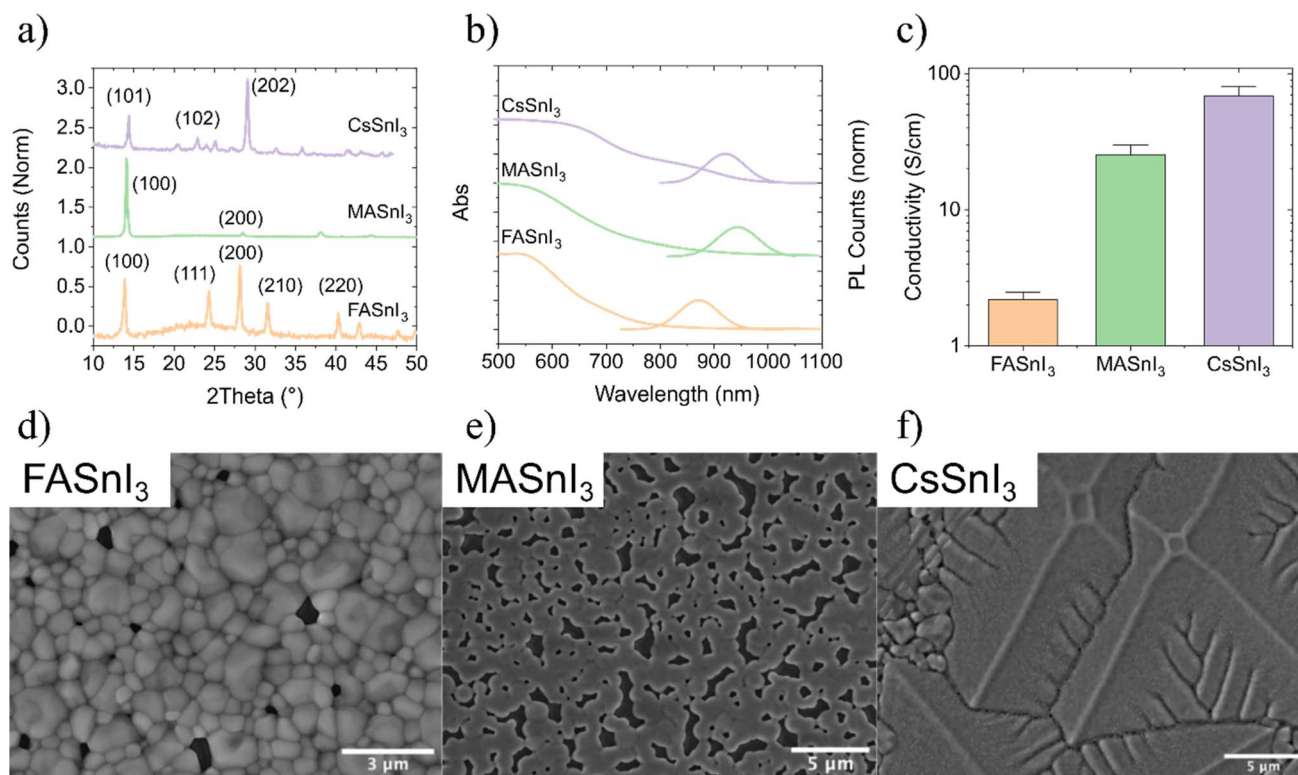 a)
b)
c)
3.0
2.0
1.0
0.5
0.0
2.5
1.5
Counts (Norm)
(101)
(102)
(202)
CsSnI₃
(100)
(200)
MASnI₃
(100)
(111)
(200)
(210)
(220)
FASnI₃
10 15 20 25 30 35 40 45 50
2Theta (°)
Abs
CsSnI₃
MASnI₃
FASnI₃
PL Counts (norm)
500 600 700 800 900 1000 1100
Wavelength (nm)
Conductivity (S/cm)
100
10
1
FASnI₃ MASnI₃ CsSnI₃
d)
e)
f)
FASnI₃
3 μm
MASnI₃
5 μm
CsSnI₃
5 μm